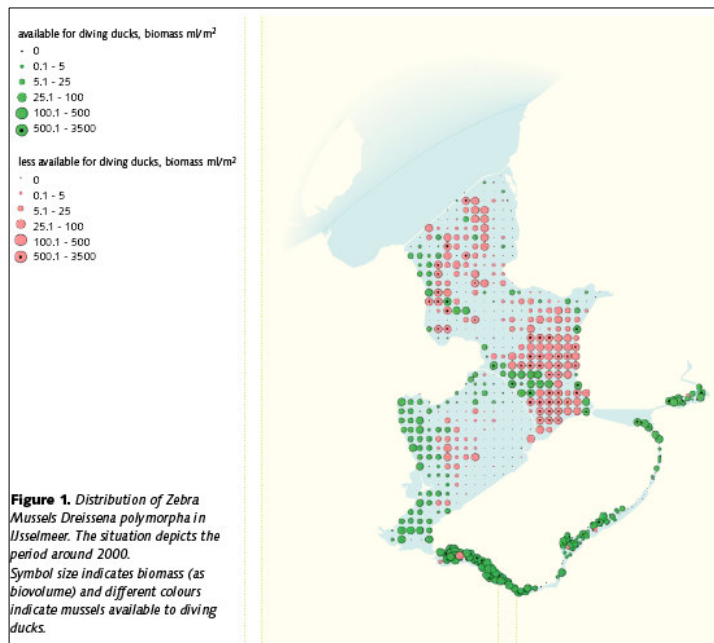 available for diving ducks, biomass ml/m²
0
0.1 - 5
5.1 - 25
25.1 - 100
100.1 - 500
500.1 - 3500
less available for diving ducks, biomass ml/m²
0
0.1 - 5
5.1 - 25
25.1 - 100
100.1 - 500
500.1 - 3500
Figure 1. Distribution of Zebra
Mussels Dreissena polymorpha in
IJsselmeer. The situation depicts the
period around 2000.
Symbol size indicates biomass (as
biovolume) and different colours
indicate mussels available to diving
ducks.